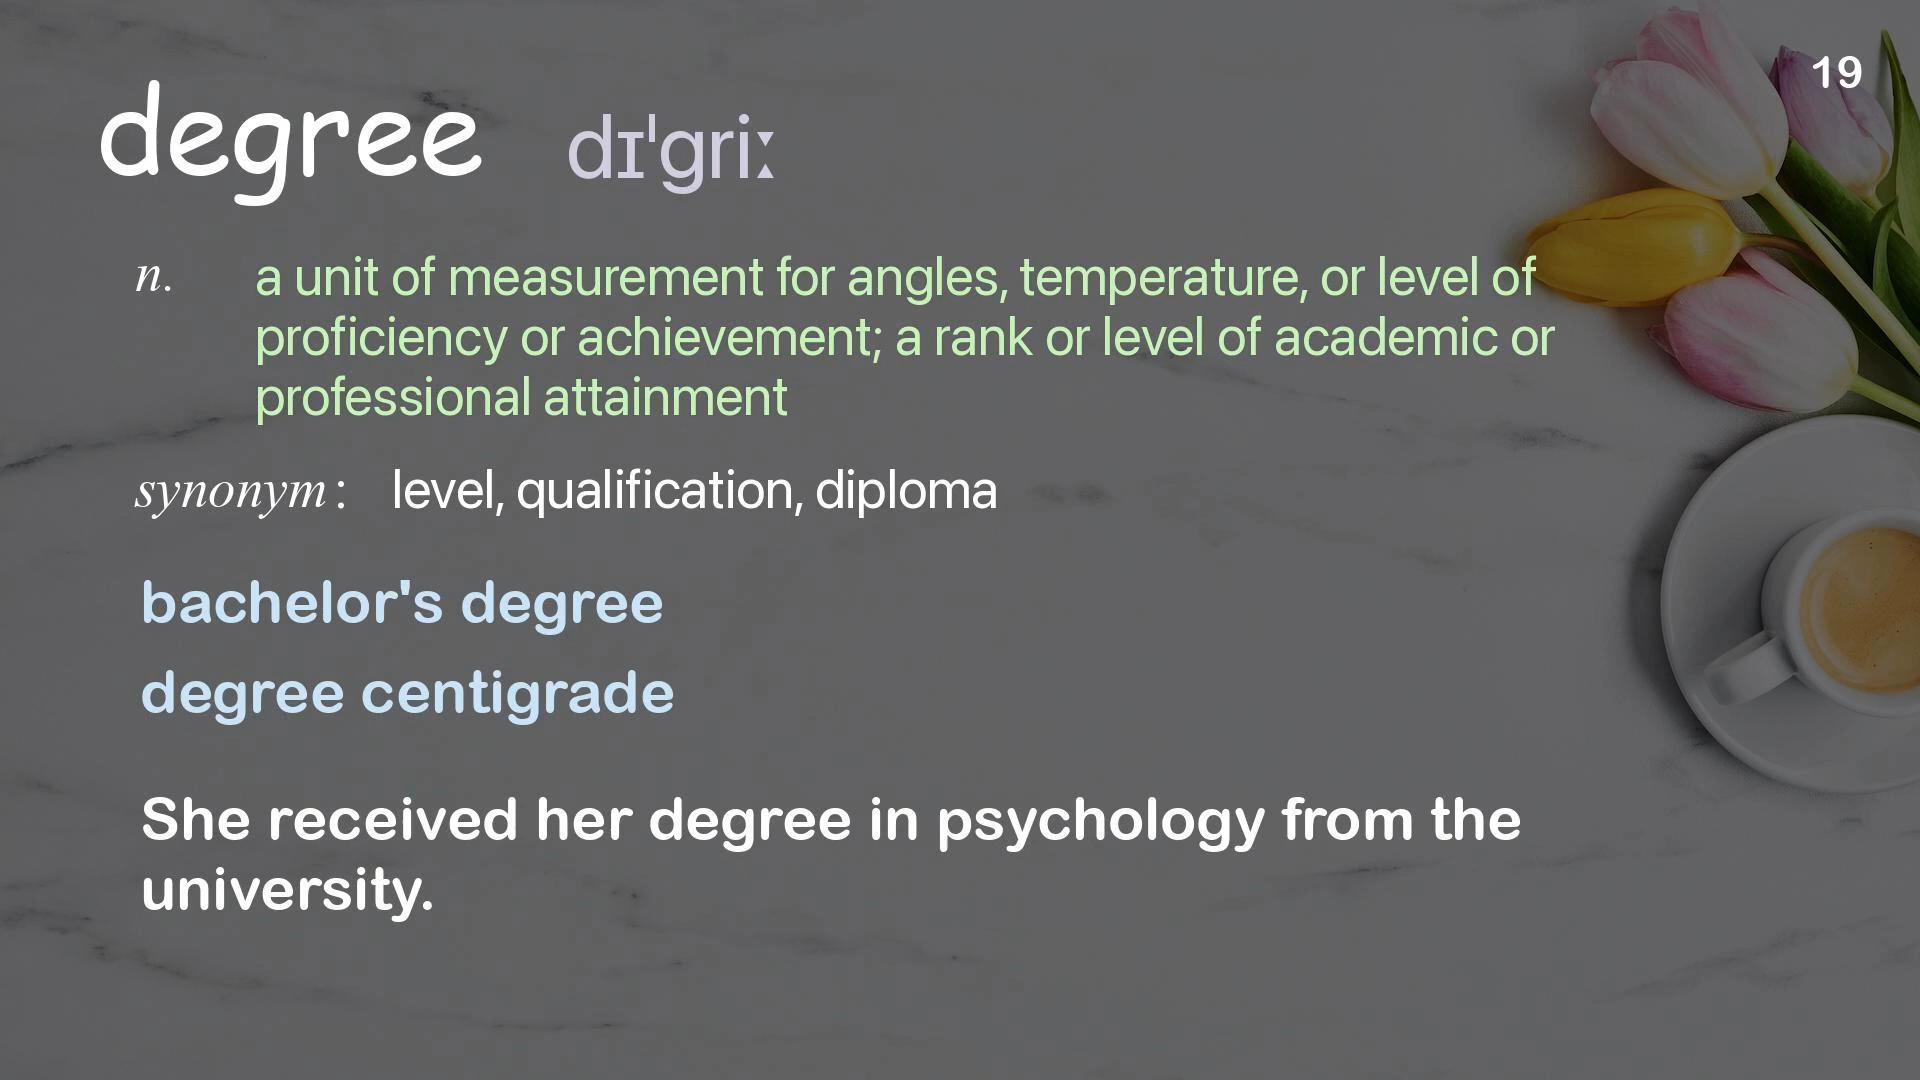 19
degree dɪˈɡriː
n. a unit of measurement for angles, temperature, or level of
proficiency or achievement; a rank or level of academic or
professional attainment
synonym: level, qualification, diploma
bachelor's degree
degree centigrade
She received her degree in psychology from the
university.